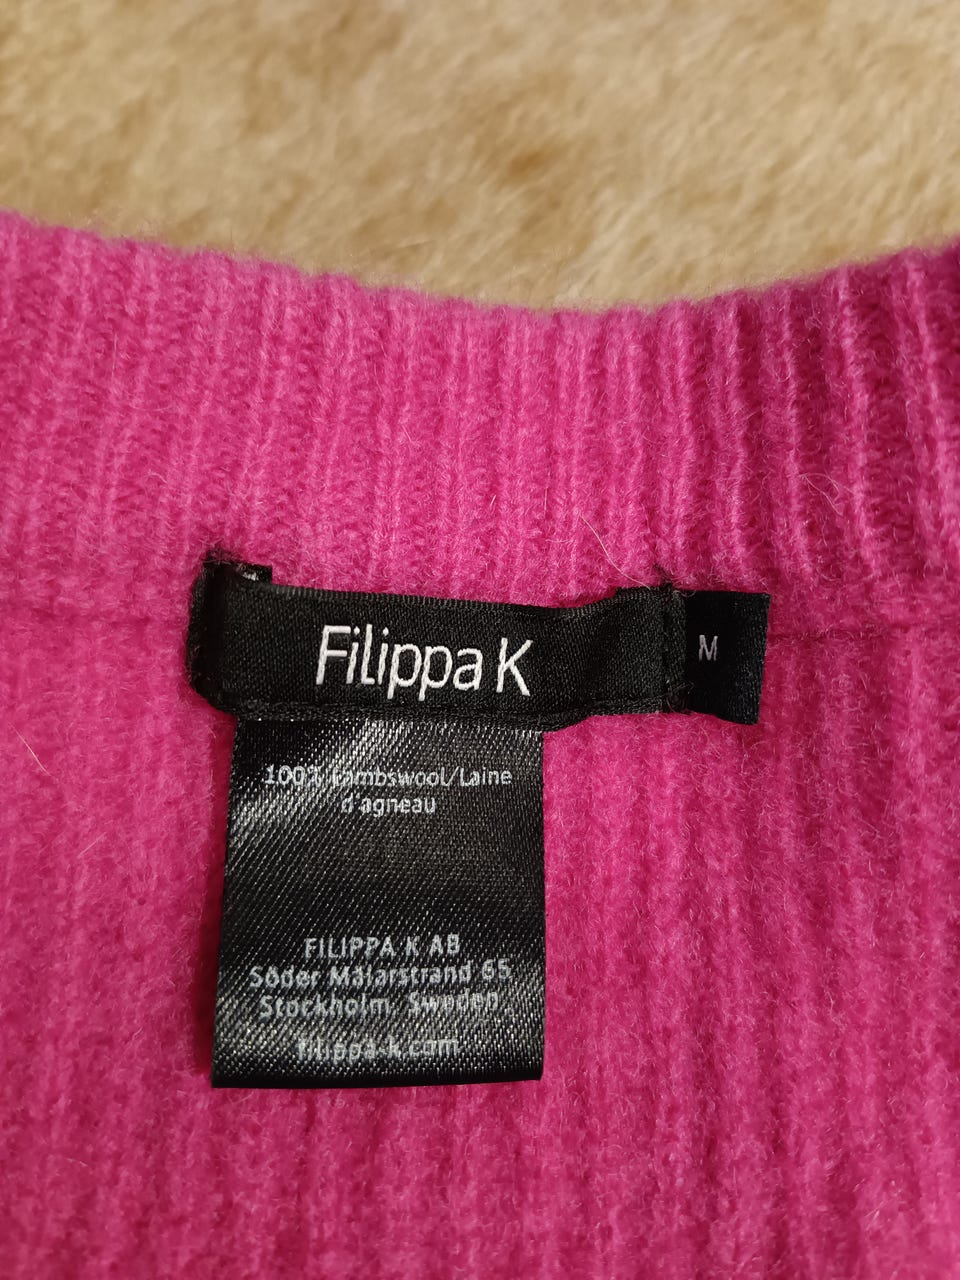 Filippa K
M
100% Lambswool/Laine
d'agneau
FILIPPA K AB
Söder Mälarstrand 65
Stockholm, Sweden
filippa-k.com